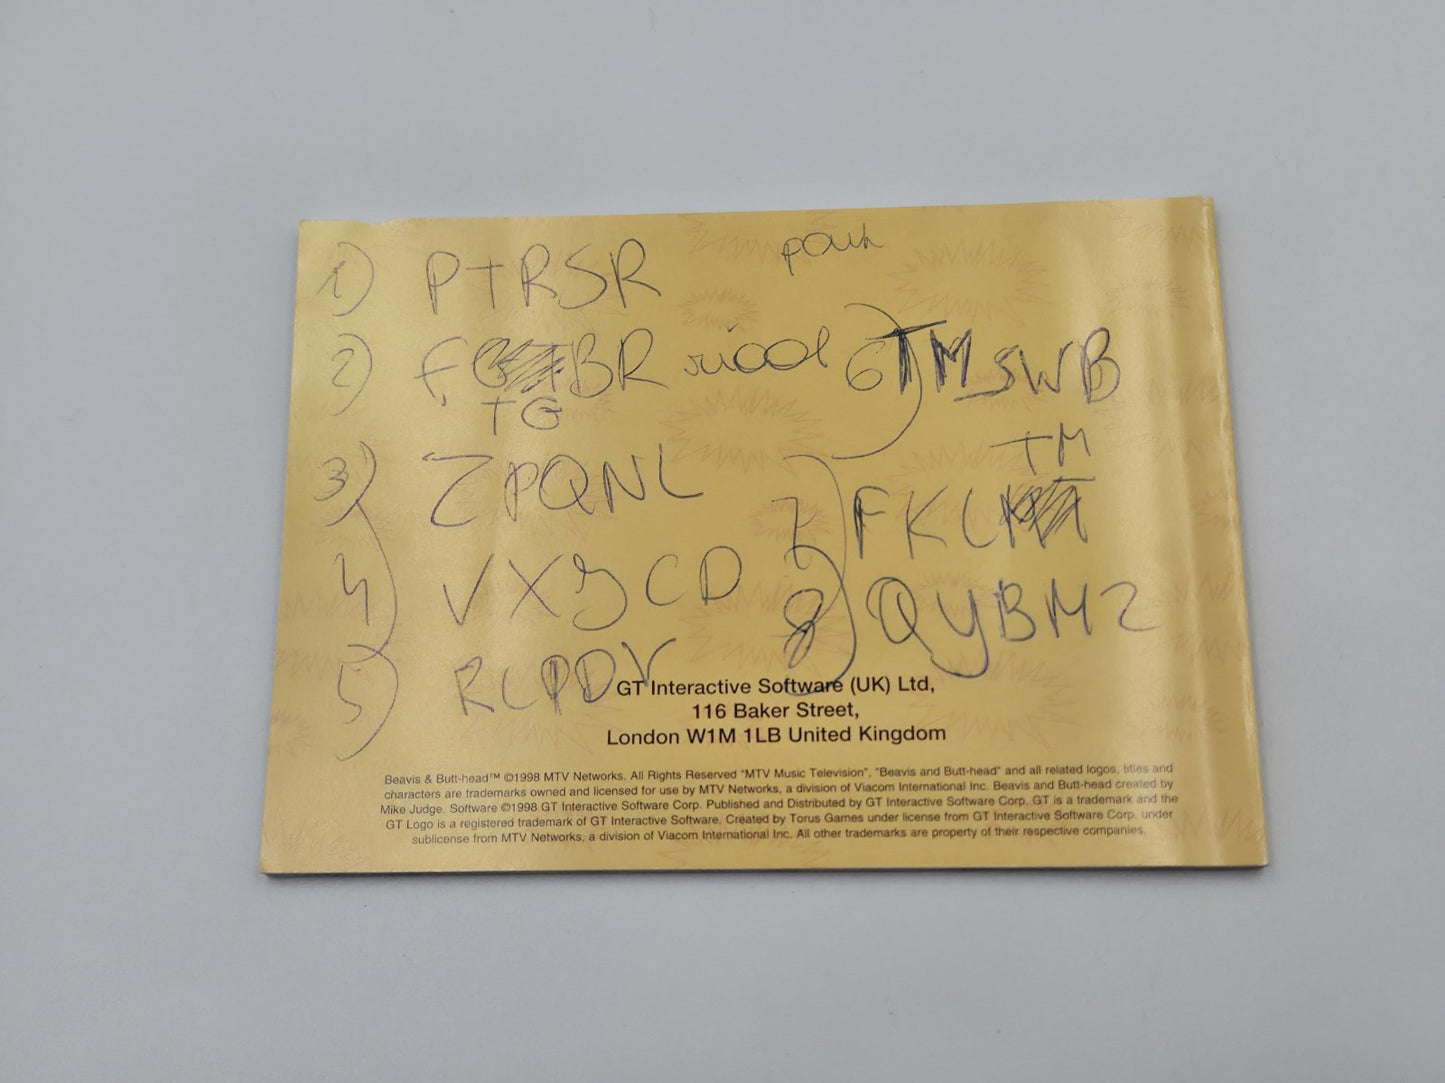 1) PTRSR
2) F BR
TG
3) ZPQNL
4) VXYCD
5) RLPDV
6) TMSWB
TM
7) FKL
8) QYBMZ
GT Interactive Software (UK) Ltd,
116 Baker Street,
London W1M 1LB United Kingdom
Beavis & Butt-head™ ©1998 MTV Networks. All Rights Reserved "MTV Music Television", "Beavis and Butt-head" and all related logos, titles and
characters are trademarks owned and licensed for use by MTV Networks, a division of Viacom International Inc. Beavis and Butt-head created by
Mike Judge. Software ©1998 GT Interactive Software Corp. Published and Distributed by GT Interactive Software Corp. GT is a trademark and the
GT Logo is a registered trademark of GT Interactive Software. Created by Torus Games under license from GT Interactive Software Corp. under
sublicense from MTV Networks, a division of Viacom International Inc. All other trademarks are property of their respective companies.